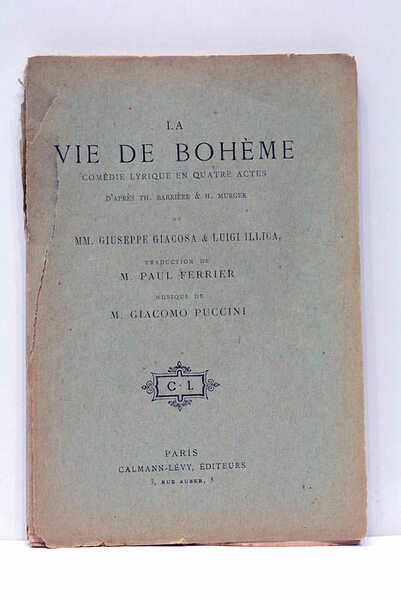 LA
VIE DE BOHÈME
COMÉDIE LYRIQUE EN QUATRE ACTES
D'APRÈS TH. BARRIÈRE & H. MURGER
DE
MM. GIUSEPPE GIACOSA & LUIGI ILLICA
TRADUCTION DE
M. PAUL FERRIER
MUSIQUE DE
M. GIACOMO PUCCINI
C · L
PARIS
CALMANN-LÉVY, ÉDITEURS
3, RUE AUBER, 3